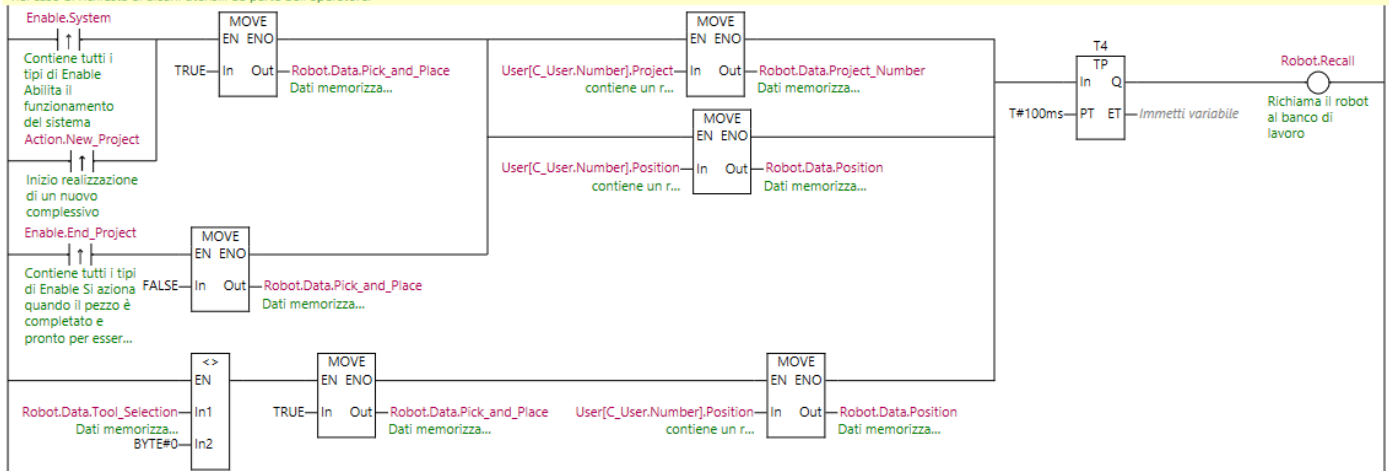 Enable.System
Contiene tutti i
tipi di Enable
Abilita il
funzionamento
del sistema
Action.New_Project
Inizio realizzazione
di un nuovo
complessivo
Enable.End_Project
Contiene tutti i tipi
di Enable Si aziona
quando il pezzo è
completato e
pronto per esser...
MOVE
EN ENO
TRUE In Out Robot.Data.Pick_and_Place
Dati memorizza...
MOVE
EN ENO
FALSE In Out Robot.Data.Pick_and_Place
Dati memorizza...
MOVE
EN ENO
User[C_User.Number].Project In Out Robot.Data.Project_Number
contiene un r... Dati memorizza...
MOVE
EN ENO
User[C_User.Number].Position In Out Robot.Data.Position
contiene un r... Dati memorizza...
T4
TP
In Q
T#100ms PT ET Immetti variabile
Robot.Recall
Richiama il robot
al banco di
lavoro
<>
EN
Robot.Data.Tool_Selection In1
Dati memorizza...
BYTE#0 In2
MOVE
EN ENO
TRUE In Out Robot.Data.Pick_and_Place
Dati memorizza...
MOVE
EN ENO
User[C_User.Number].Position In Out Robot.Data.Position
contiene un r... Dati memorizza...